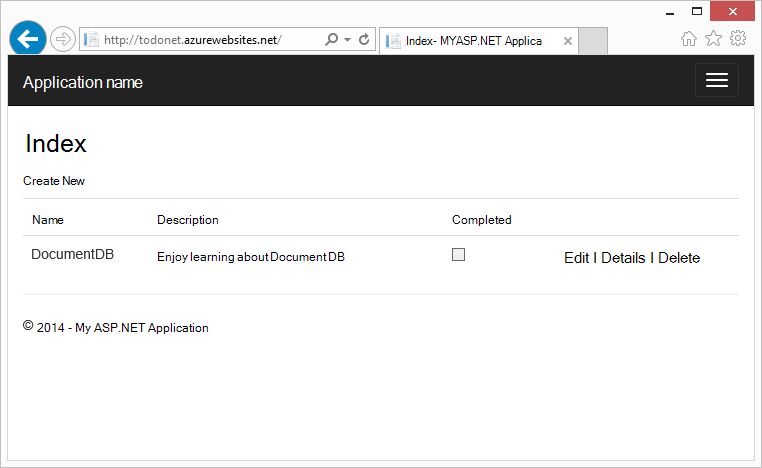 http://todonet.azurewebsites.net/
Index- MYASP.NET Applica
Application name
Index
Create New
Name Description Completed
DocumentDB Enjoy learning about Document DB Edit I Details I Delete
© 2014 - My ASP.NET Application